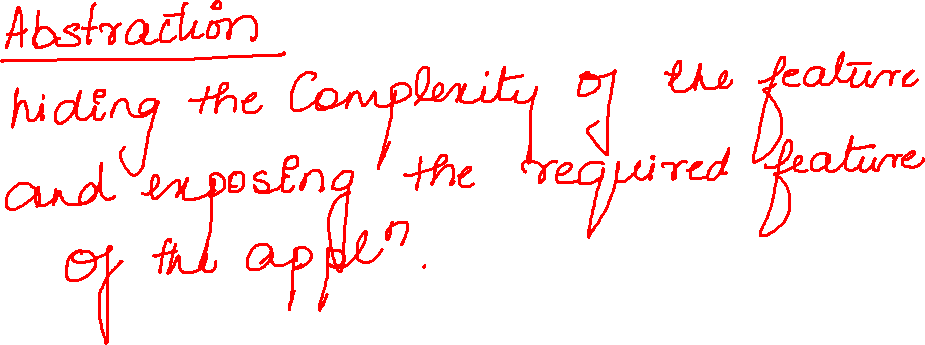 Abstraction
hiding the Complexity of the feature
and exposing the required feature
of the appln.